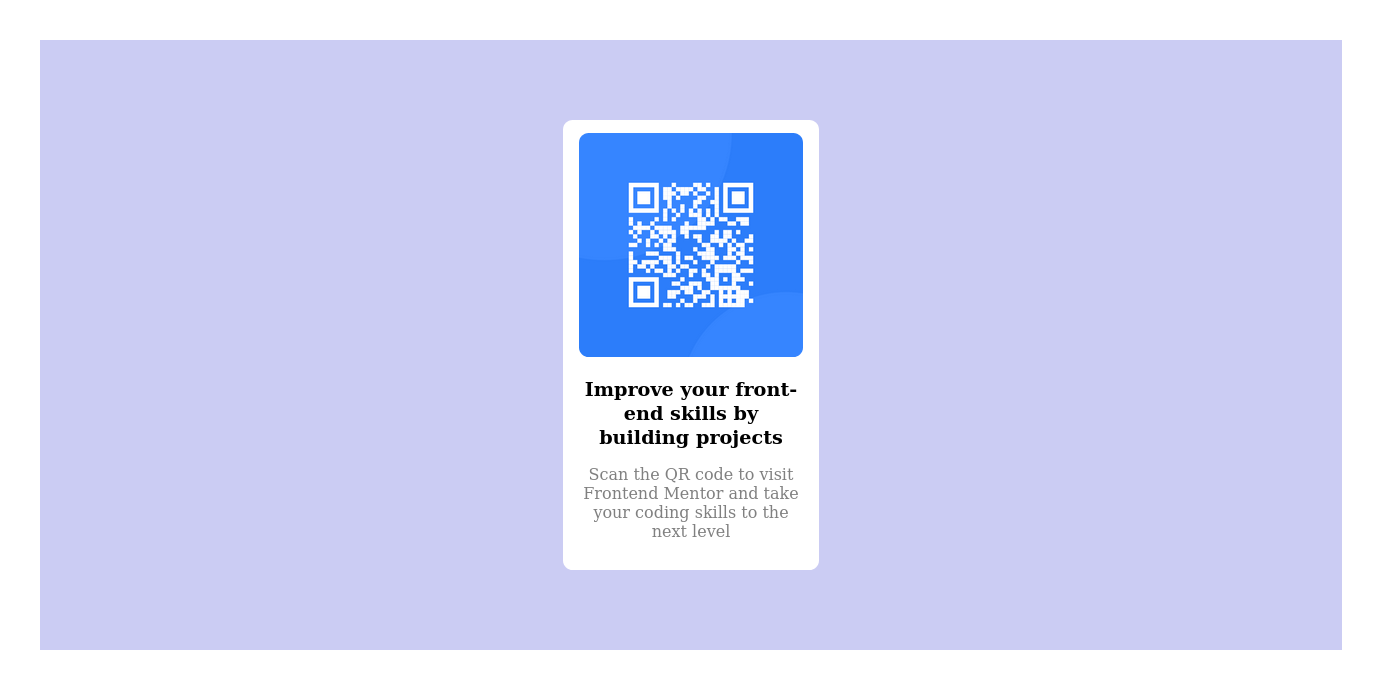 Improve your front-
end skills by
building projects
Scan the QR code to visit
Frontend Mentor and take
your coding skills to the
next level